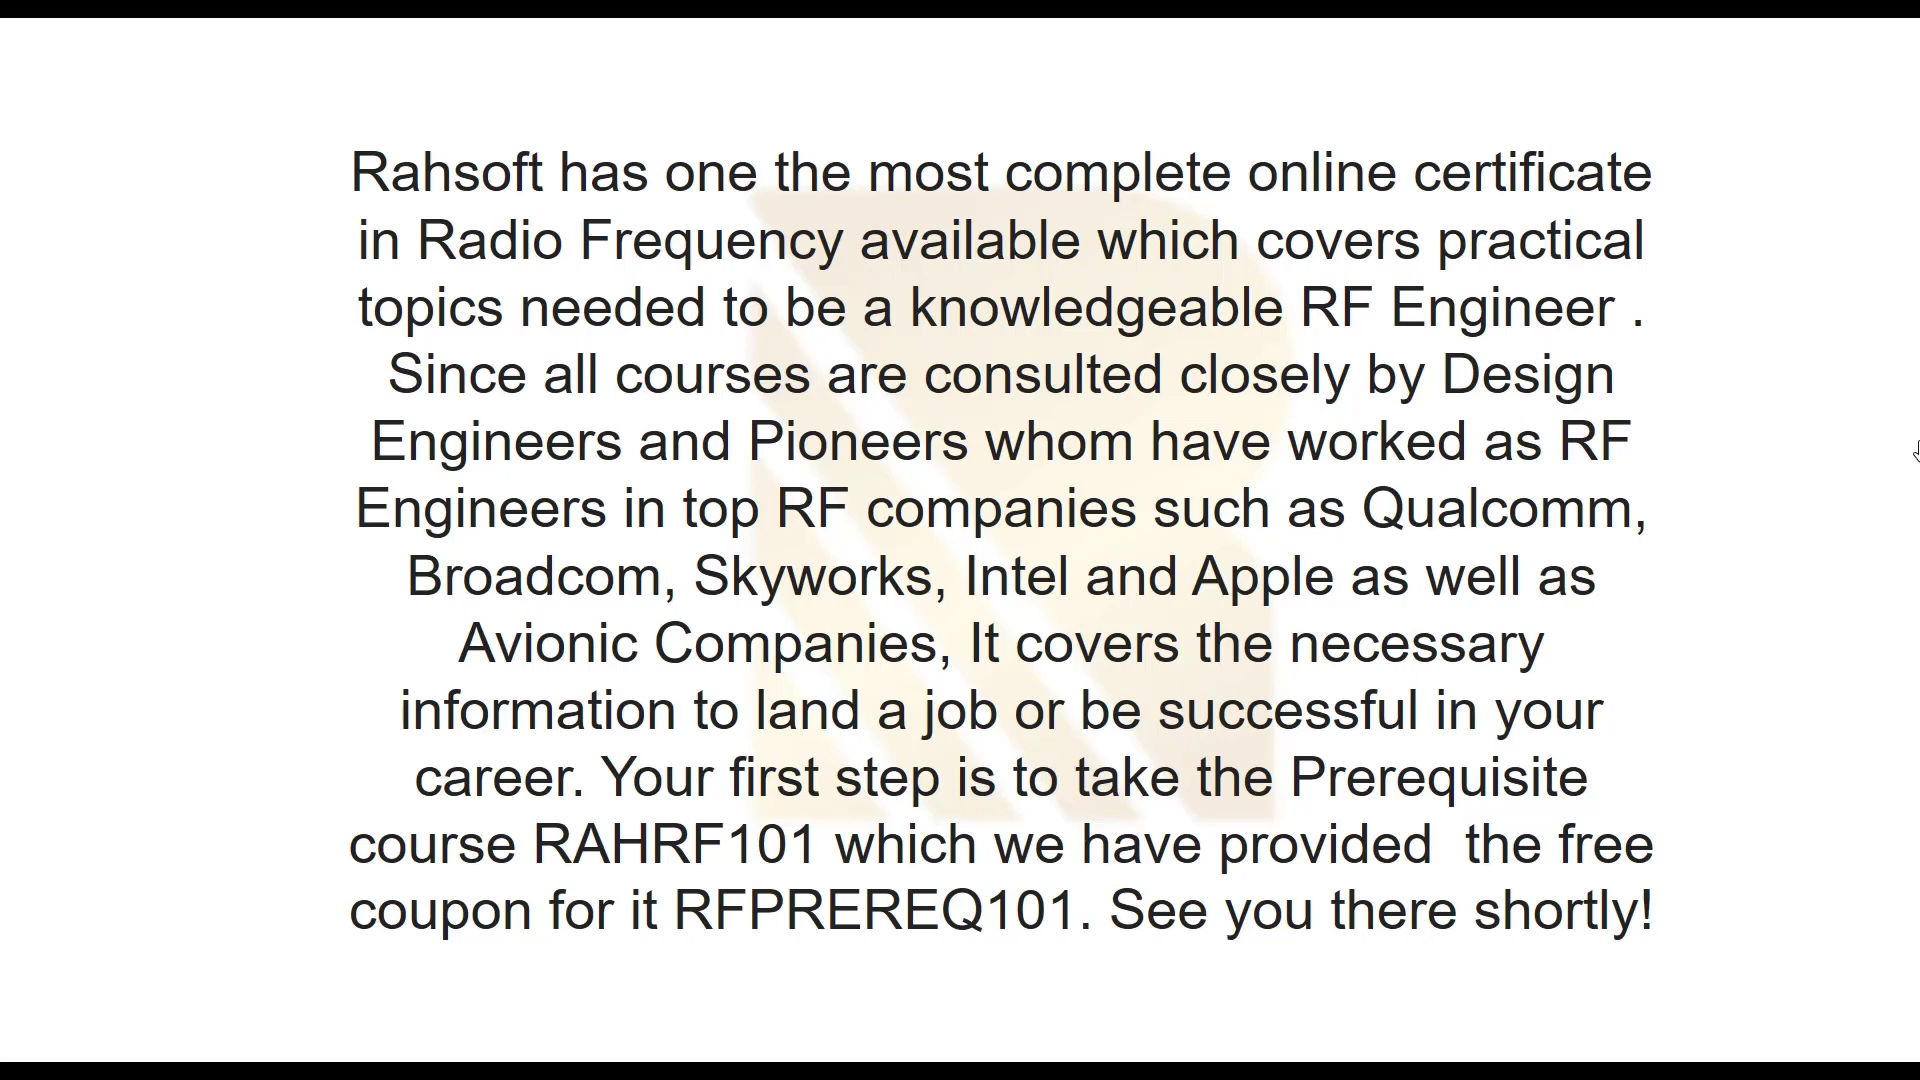 Rahsoft has one the most complete online certificate
in Radio Frequency available which covers practical
topics needed to be a knowledgeable RF Engineer .
Since all courses are consulted closely by Design
Engineers and Pioneers whom have worked as RF
Engineers in top RF companies such as Qualcomm,
Broadcom, Skyworks, Intel and Apple as well as
Avionic Companies, It covers the necessary
information to land a job or be successful in your
career. Your first step is to take the Prerequisite
course RAHRF101 which we have provided  the free
coupon for it RFPREREQ101. See you there shortly!